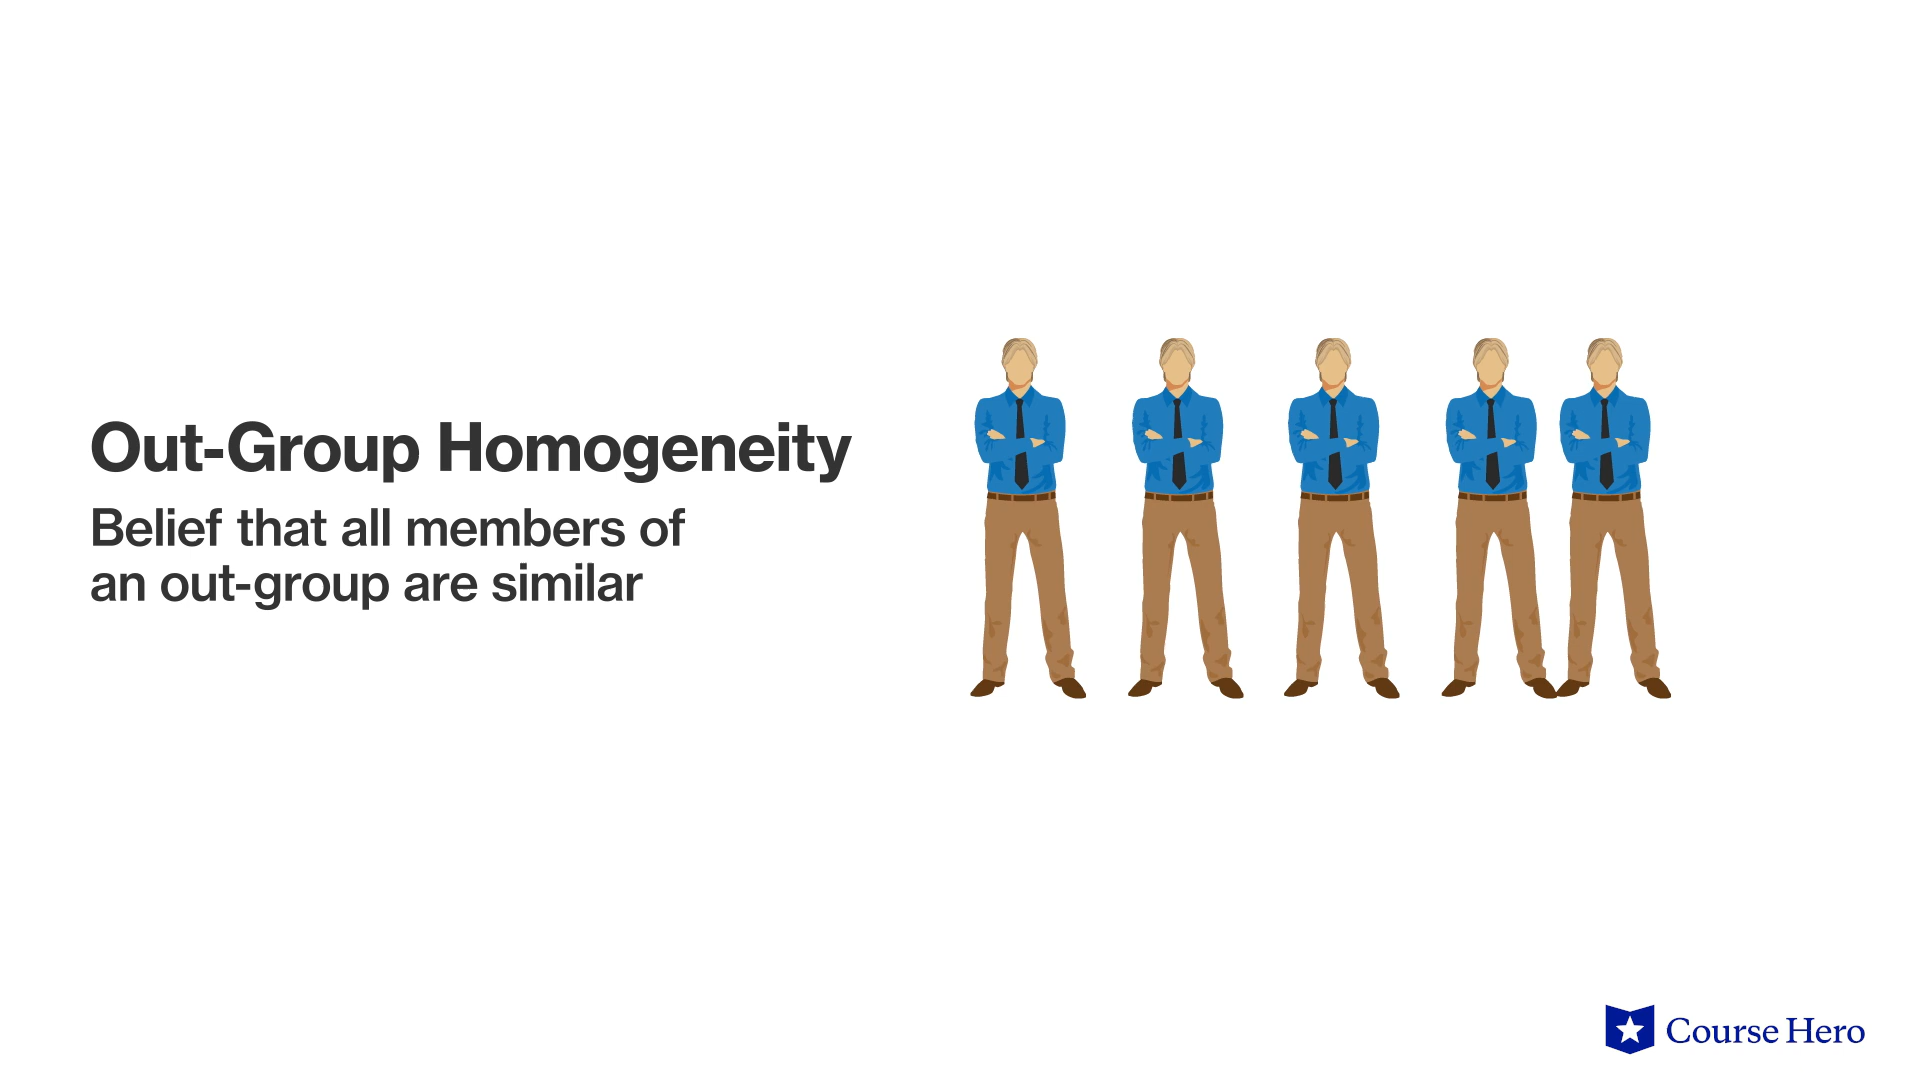 Out-Group Homogeneity
Belief that all members of
an out-group are similar
Course Hero